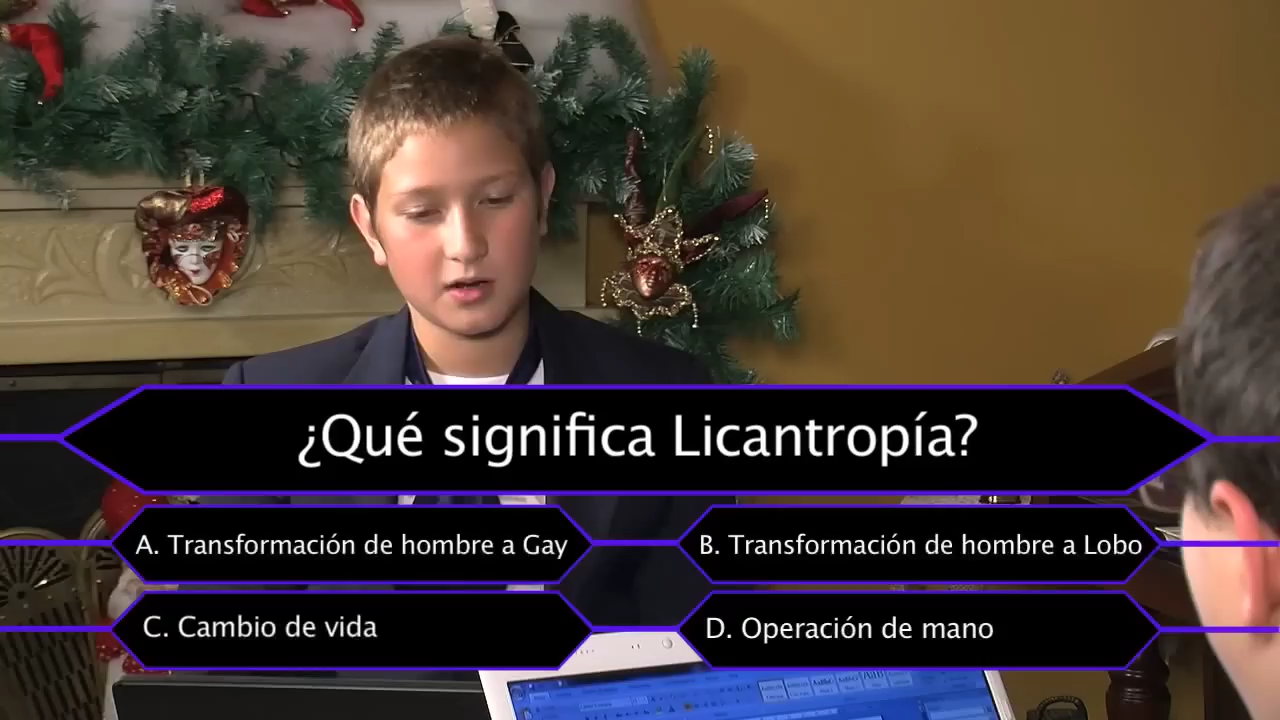 ¿Qué significa Licantropía?
A. Transformación de hombre a Gay
B. Transformación de hombre a Lobo
C. Cambio de vida
D. Operación de mano